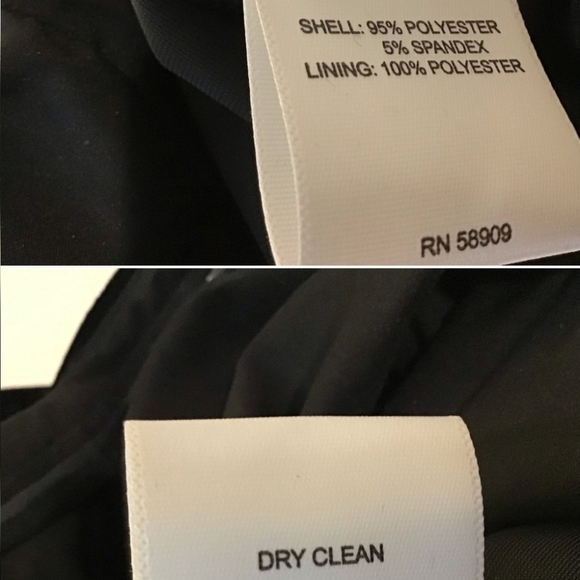 SHELL: 95% POLYESTER
5% SPANDEX
LINING: 100% POLYESTER
RN 58909
DRY CLEAN